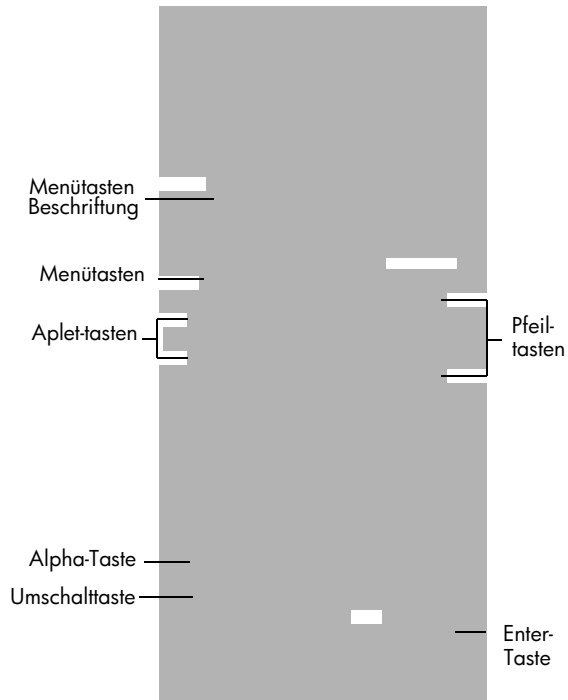 Menütasten
Beschriftung
Menütasten
Aplet-tasten
Pfeil-
tasten
Alpha-Taste
Umschalttaste
Enter-
Taste